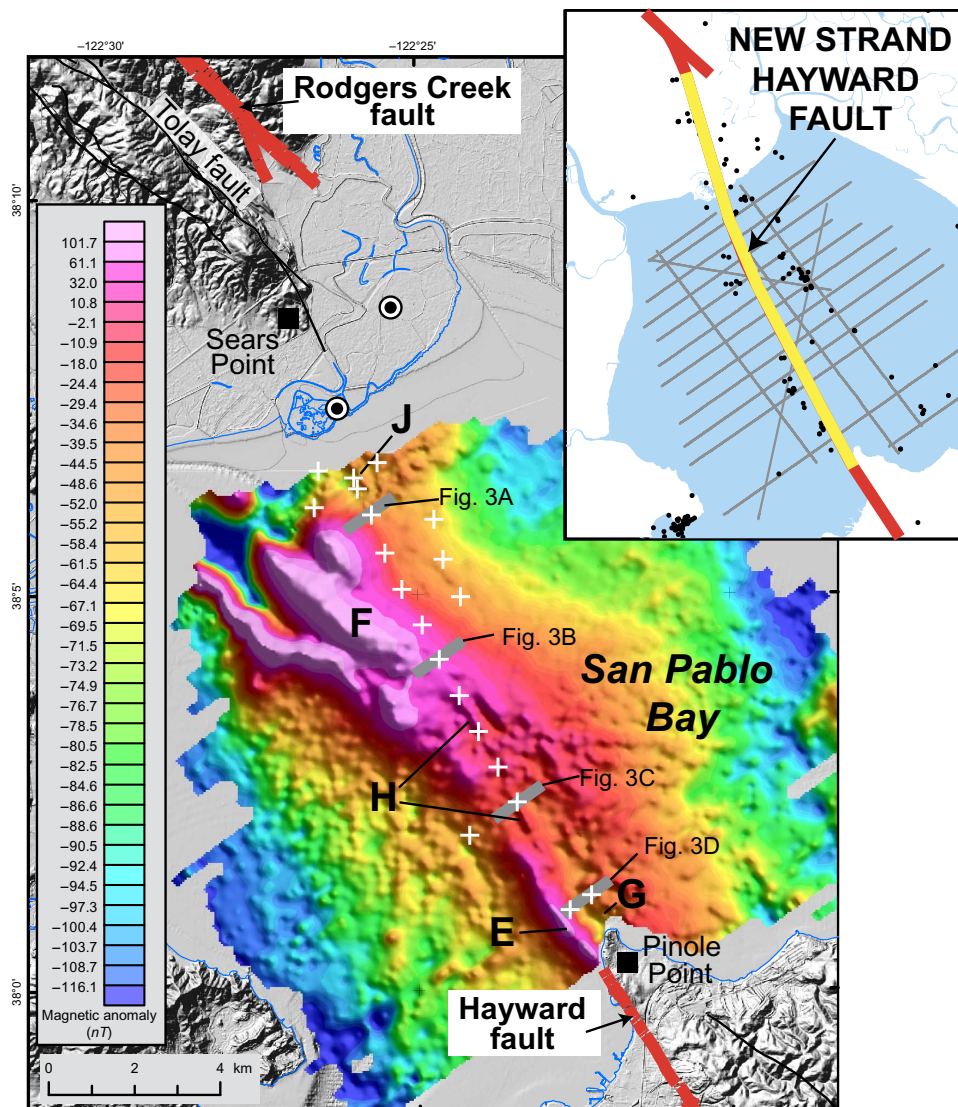 -122°30'
-122°25'
NEW STRAND
HAYWARD
FAULT
Rodgers Creek
fault
Tolay fault
38°10'
38°5'
38°0'
101.7
61.1
32.0
10.8
−2.1
−10.9
−18.0
−24.4
−29.4
−34.6
−39.5
−44.5
−48.6
−52.0
−55.2
−58.4
−61.4
−64.4
−67.1
−69.5
−71.5
−73.2
−74.9
−76.7
−78.5
−80.5
−82.5
−84.6
−86.6
−88.6
−90.5
−92.4
−94.5
−97.3
−100.4
−103.7
−108.7
−116.1
Magnetic anomaly
(nT)
Sears
Point
J
Fig. 3A
F
Fig. 3B
San Pablo
Bay
H
Fig. 3C
Fig. 3D
G
E
Pinole
Point
Hayward
fault
0 2 4 km